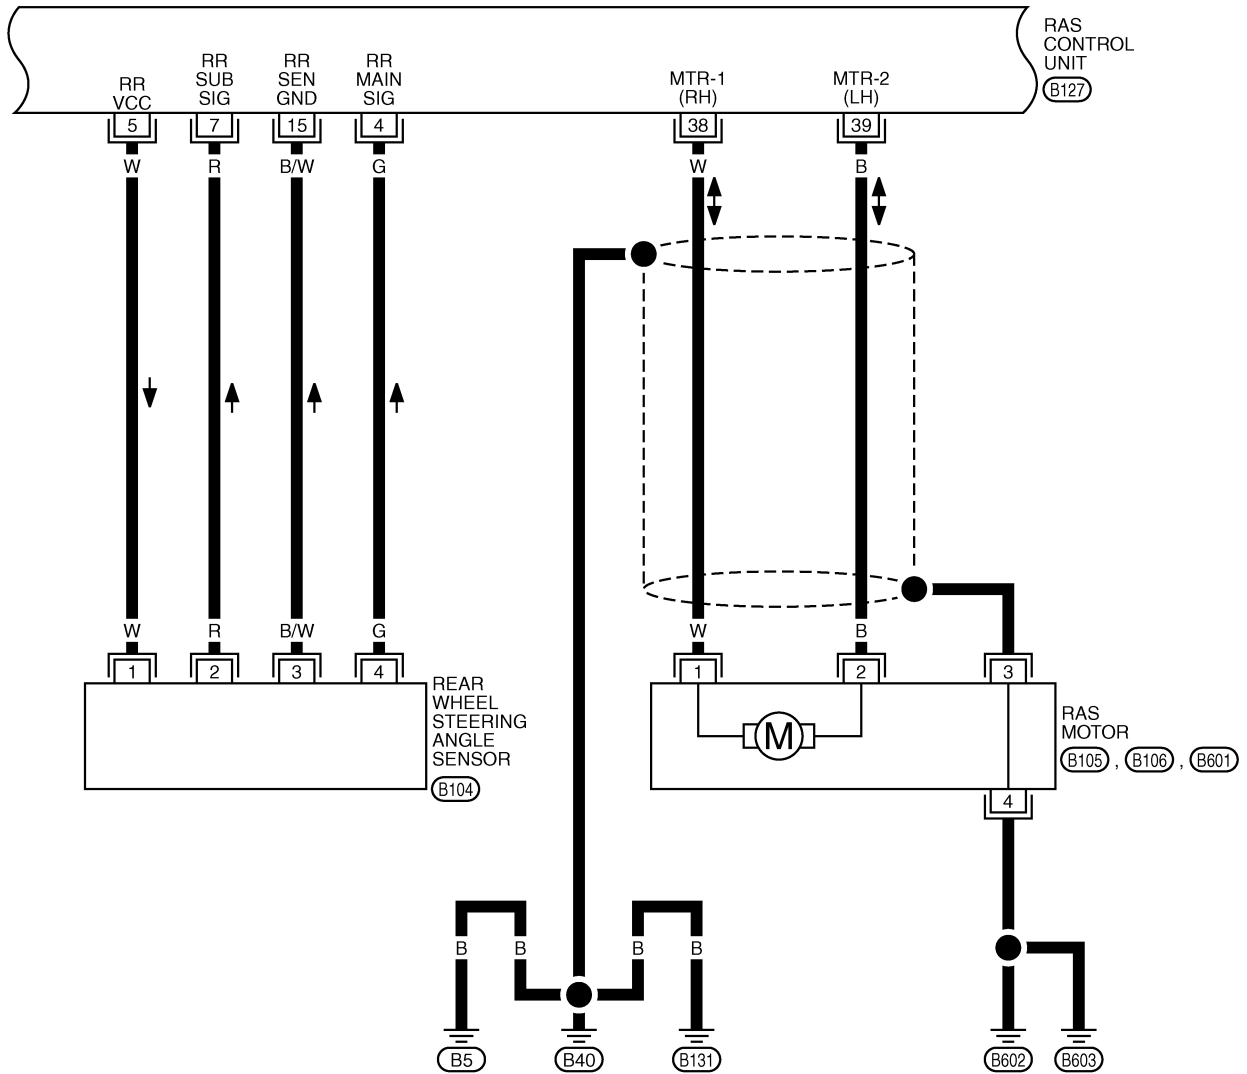 RAS
CONTROL
UNIT
B127
RR
VCC
RR
SUB
SIG
RR
SEN
GND
RR
MAIN
SIG
MTR-1
(RH)
MTR-2
(LH)
5
7
15
4
38
39
W
R
B/W
G
W
B
W
R
B/W
G
W
B
1
2
3
4
1
2
3
REAR
WHEEL
STEERING
ANGLE
SENSOR
B104
M
RAS
MOTOR
B105 , B106 , B601
4
B
B
B
B
B5
B40
B131
B602
B603